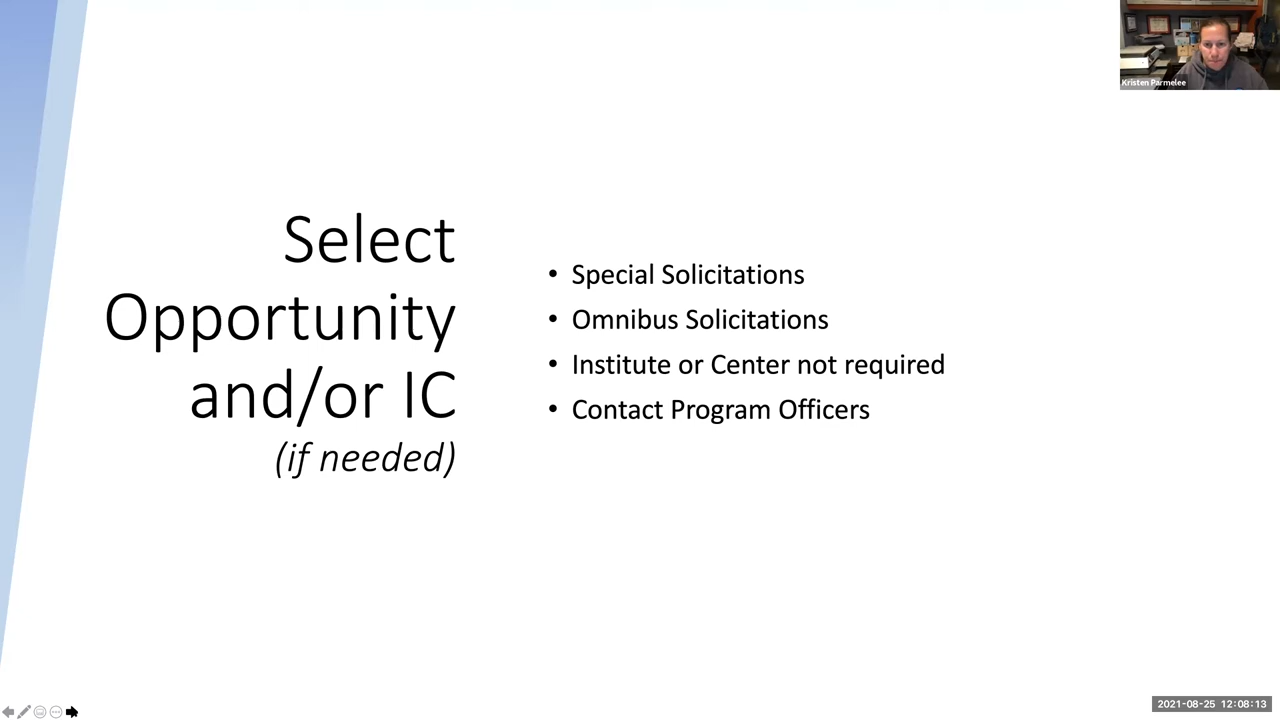 Kristen Parmelee
Select
Opportunity
and/or IC
(if needed)
• Special Solicitations
• Omnibus Solicitations
• Institute or Center not required
• Contact Program Officers
2021-08-25 12:08:13